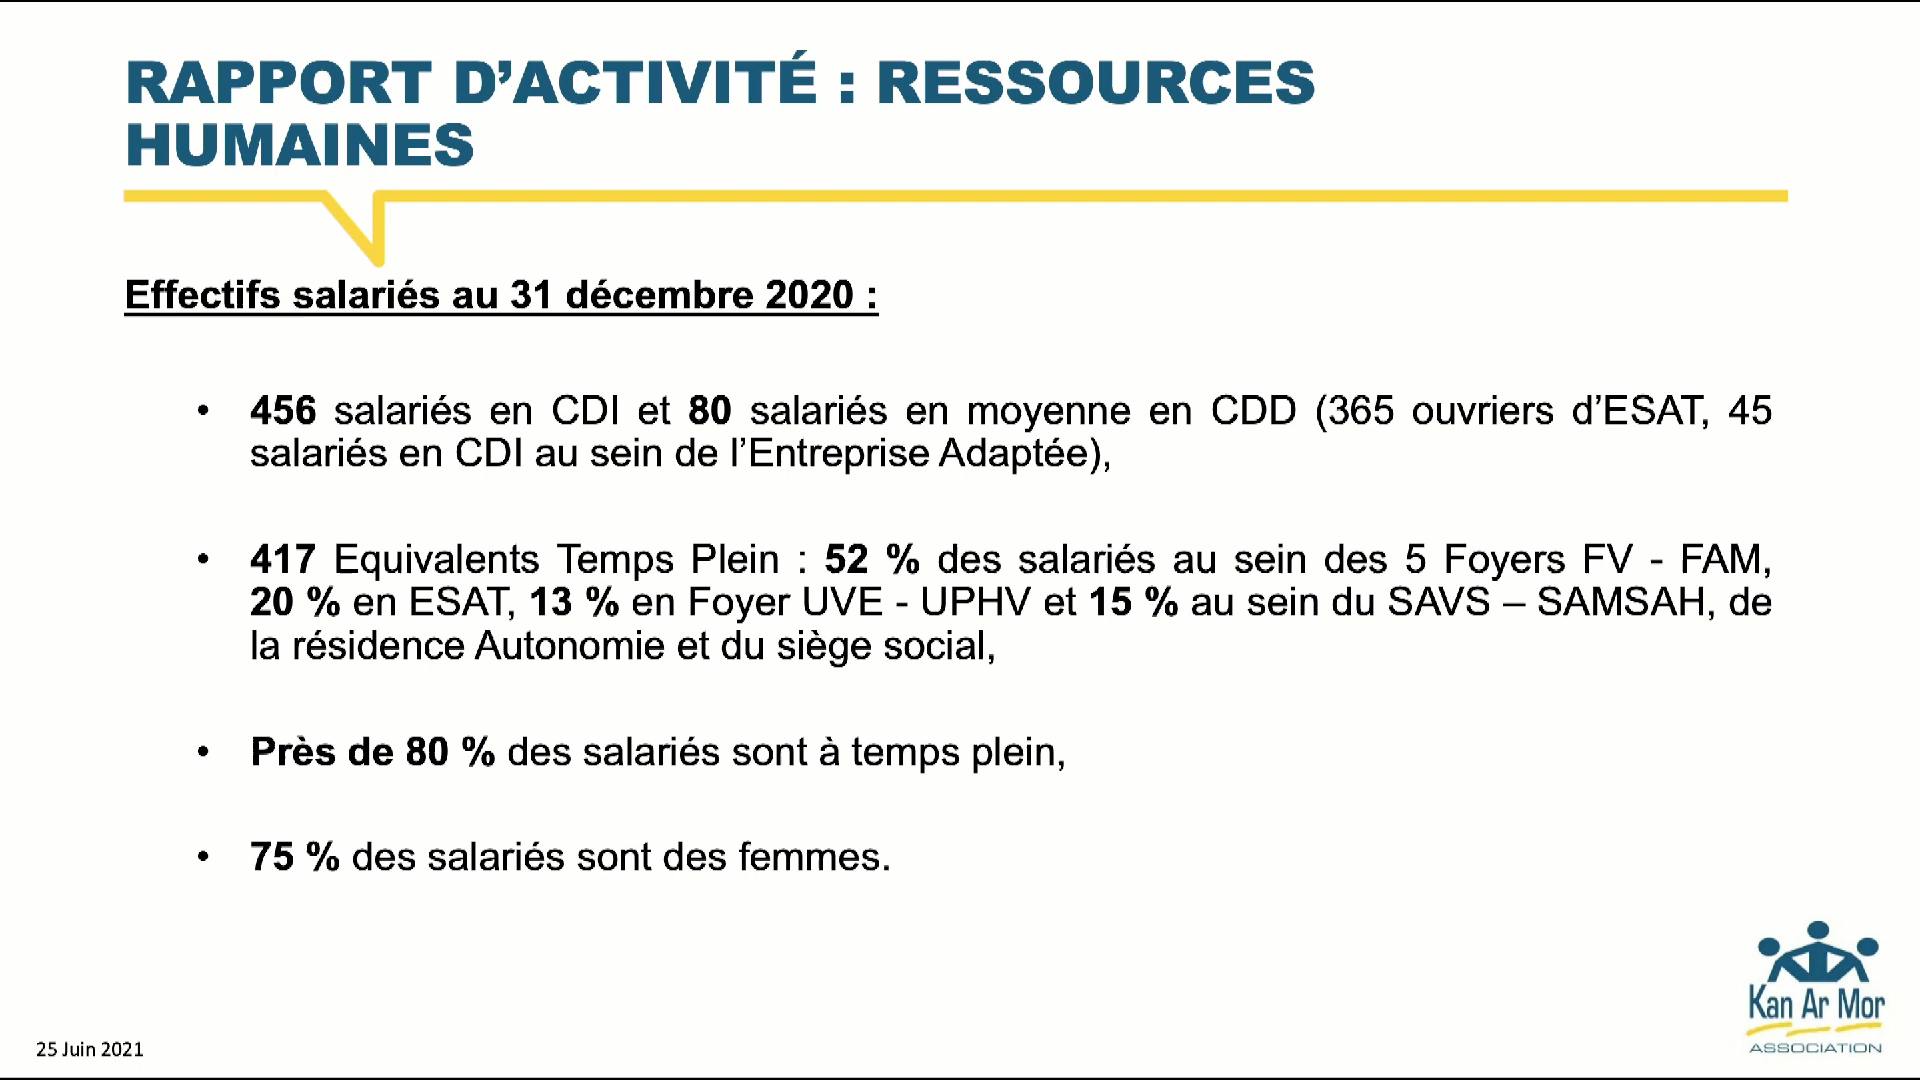 RAPPORT D’ACTIVITÉ : RESSOURCES
HUMAINES
Effectifs salariés au 31 décembre 2020 :
• 456 salariés en CDI et 80 salariés en moyenne en CDD (365 ouvriers d’ESAT, 45
salariés en CDI au sein de l’Entreprise Adaptée),
• 417 Equivalents Temps Plein : 52 % des salariés au sein des 5 Foyers FV - FAM,
20 % en ESAT, 13 % en Foyer UVE - UPHV et 15 % au sein du SAVS – SAMSAH, de
la résidence Autonomie et du siège social,
• Près de 80 % des salariés sont à temps plein,
• 75 % des salariés sont des femmes.
Kan Ar Mor
ASSOCIATION
25 Juin 2021